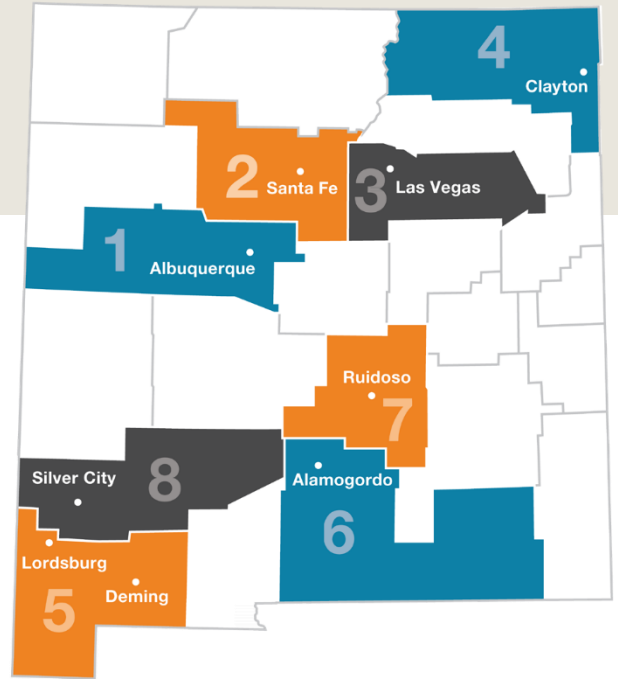 4
Clayton
2
Santa Fe
3
Las Vegas
1
Albuquerque
Ruidoso
7
Silver City
8
Alamogordo
6
Lordsburg
5
Deming